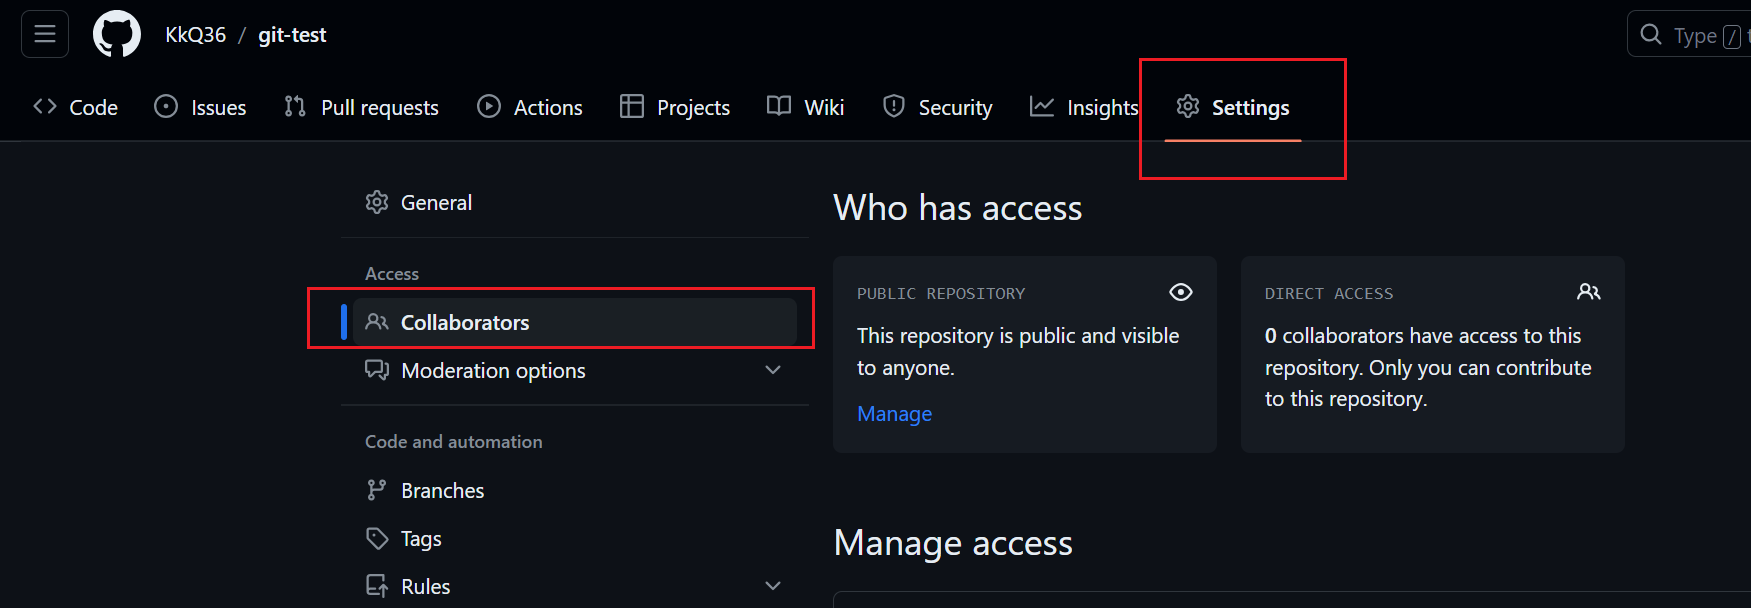 KkQ36 / git-test
Type / t
Code Issues Pull requests Actions Projects Wiki Security Insights Settings
General
Access
Collaborators
Moderation options
Code and automation
Branches
Tags
Rules
Who has access
PUBLIC REPOSITORY
This repository is public and visible
to anyone.
Manage
DIRECT ACCESS
0 collaborators have access to this
repository. Only you can contribute
to this repository.
Manage access